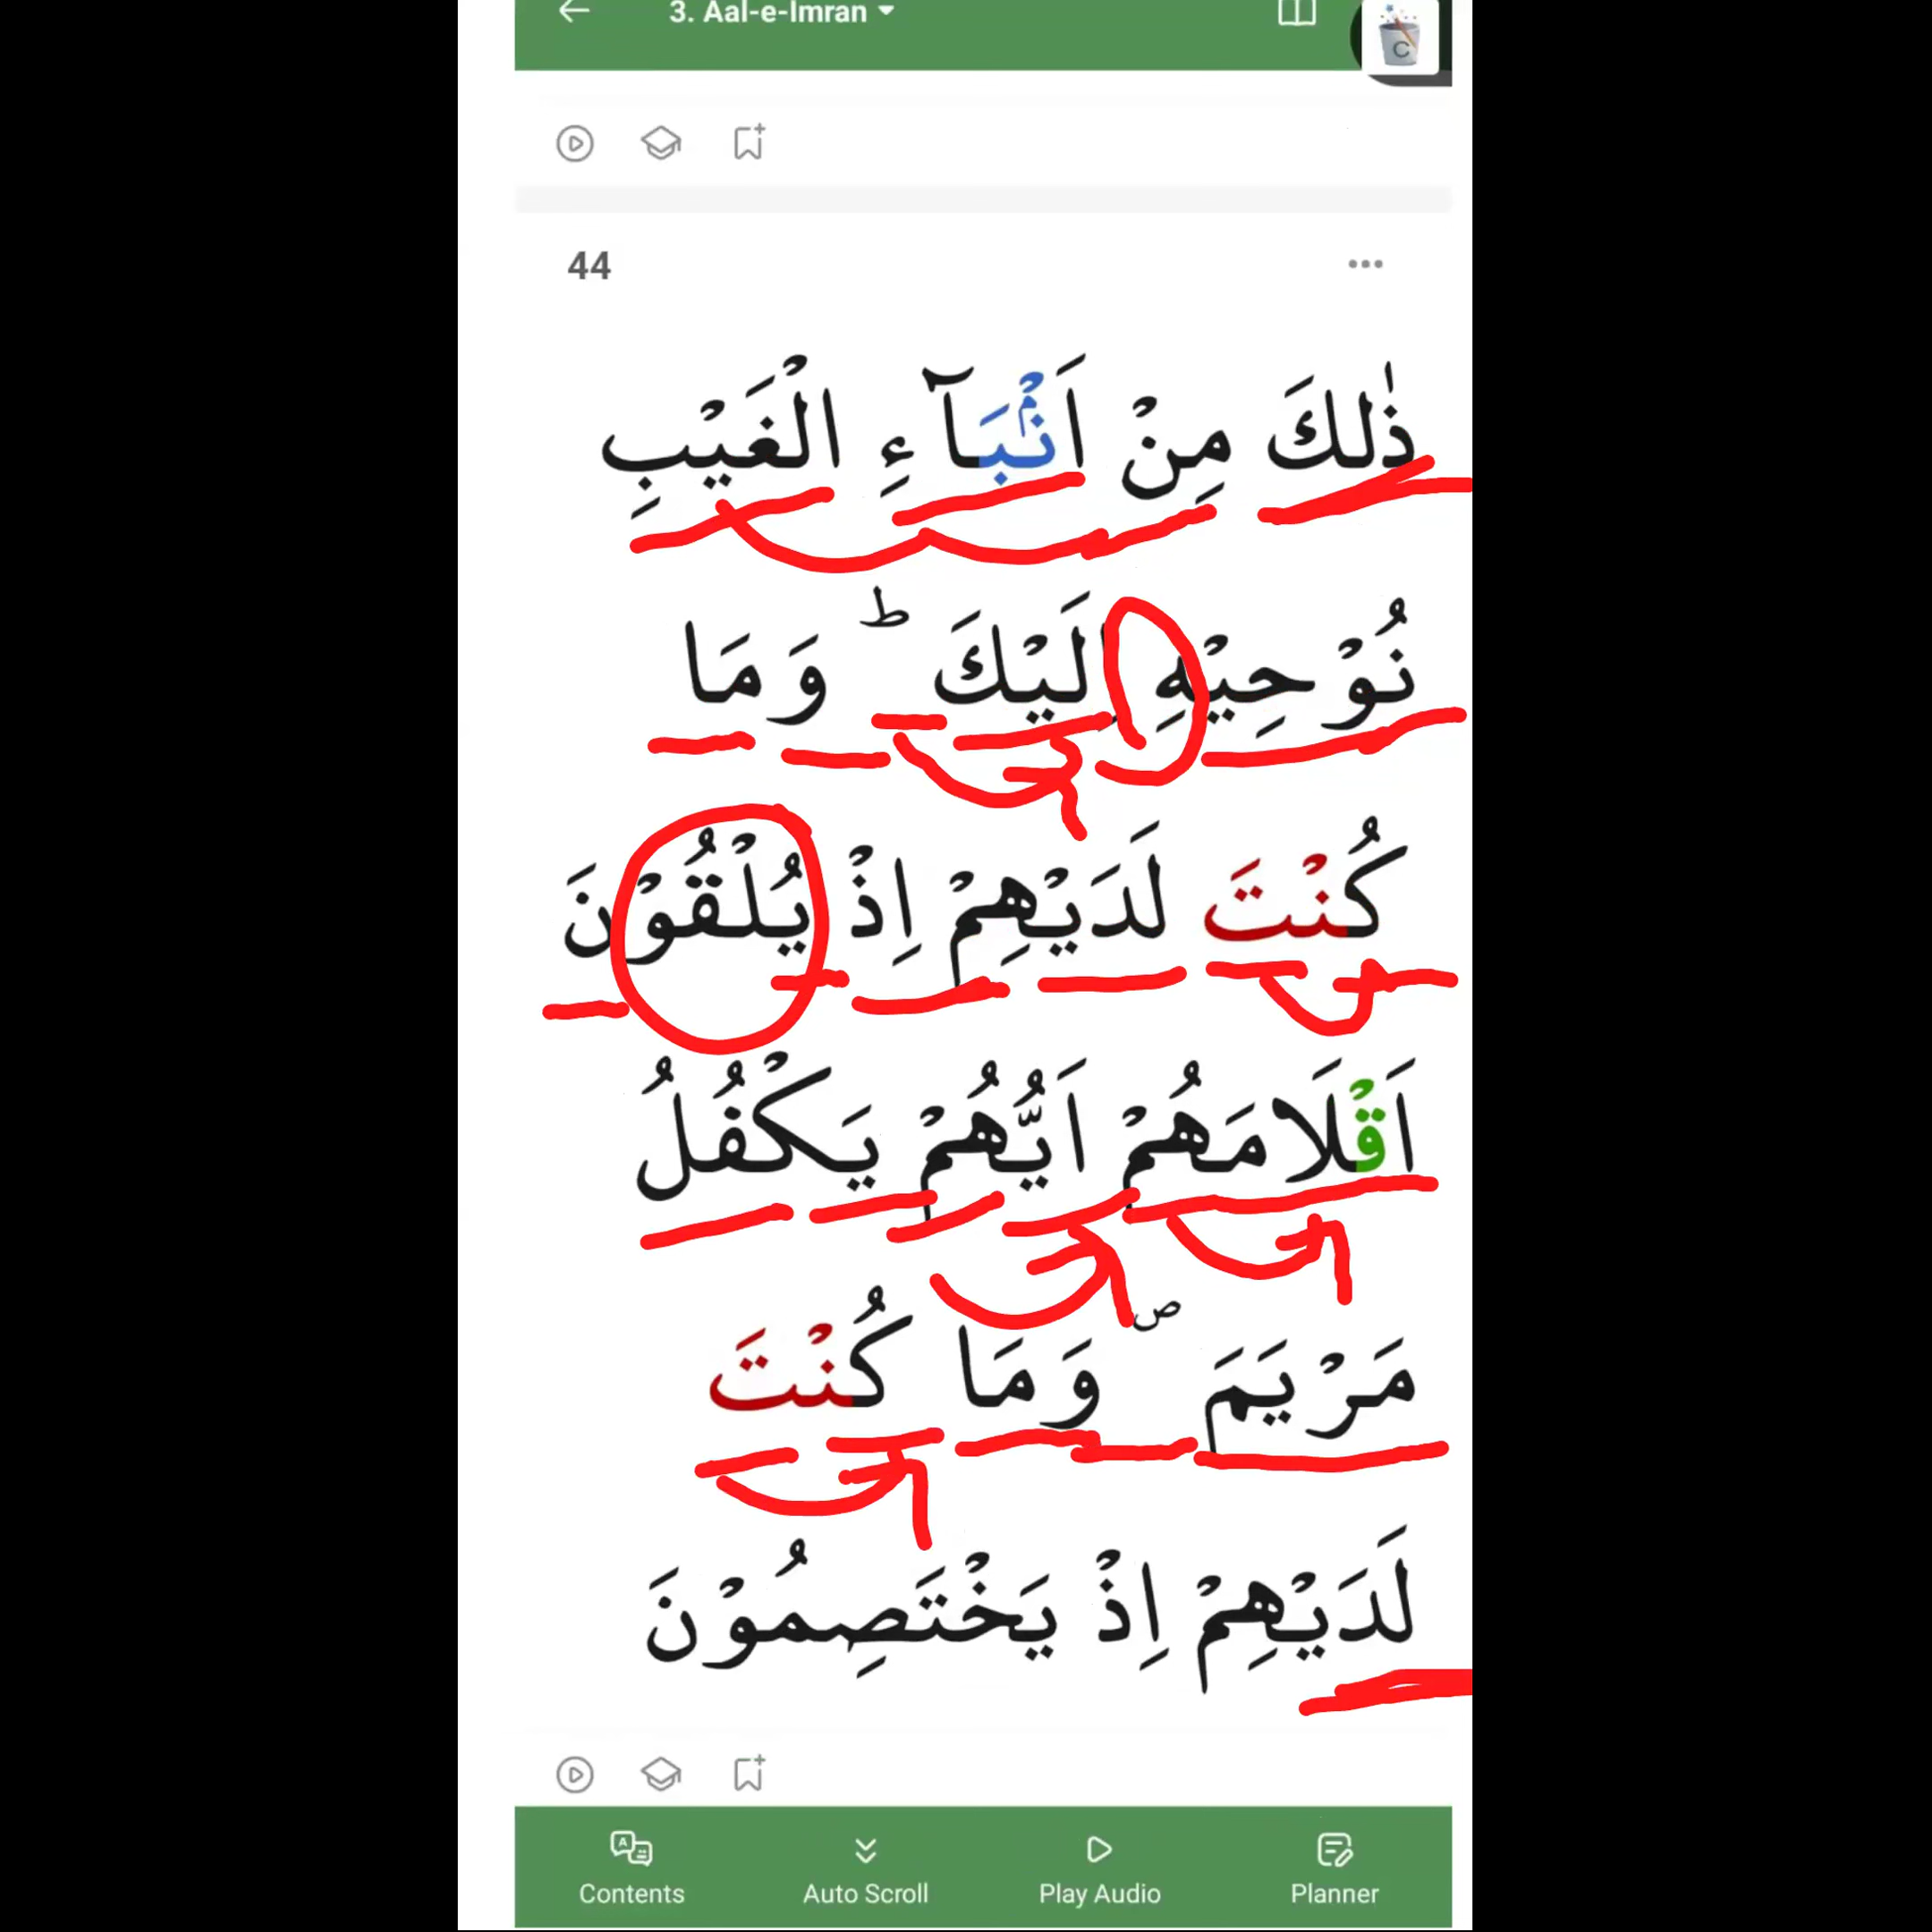 3. Aal-e-Imran
C
44
ذٰلِكَ مِنْ اَنْۢبَآءِ الْغَيْبِ
نُوْحِيْهِ اِلَيْكَ ؕ وَمَا
كُنْتَ لَدَيْهِمْ اِذْ يُلْقُوْنَ
اَقْلَامَهُمْ اَيُّهُمْ يَكْفُلُ
مَرْيَمَ ۪ وَمَا كُنْتَ
لَدَيْهِمْ اِذْ يَخْتَصِمُوْنَ
Contents Auto Scroll Play Audio Planner